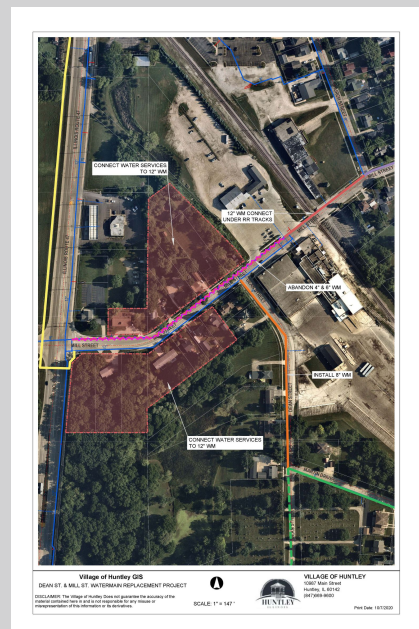 ILLINOIS ROUTE 47
CONNECT WATER SERVICES
TO 12" WM
12" WM CONNECT
UNDER RR TRACKS
ABANDON 4" & 6" WM
MILL STREET
INSTALL 8" WM
CONNECT WATER SERVICES
TO 12" WM
Village of Huntley GIS
DEAN ST. & MILL ST. WATERMAIN REPLACEMENT PROJECT
DISCLAIMER: The Village of Huntley Does not guarantee the accuracy of the
material contained here in and is not responsible for any misuse or
misrepresentation of this information or its derivatives.
SCALE: 1" = 147 '
HUNTLEY
VILLAGE OF HUNTLEY
10987 Main Street
Huntley, IL 60142
(847)669-9600
Print Date: 10/7/2020